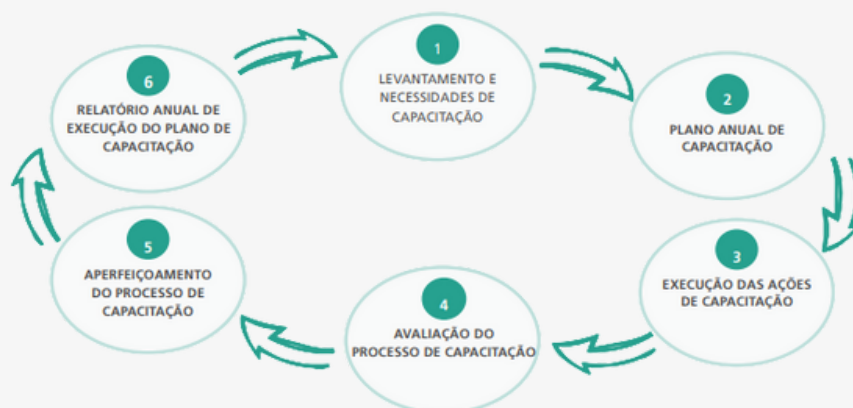 1
LEVANTAMENTO E
NECESSIDADES DE
CAPACITAÇÃO
2
PLANO ANUAL DE
CAPACITAÇÃO
3
EXECUÇÃO DAS AÇÕES
DE CAPACITAÇÃO
4
AVALIAÇÃO DO
PROCESSO DE CAPACITAÇÃO
5
APERFEIÇOAMENTO
DO PROCESSO DE
CAPACITAÇÃO
6
RELATÓRIO ANUAL DE
EXECUÇÃO DO PLANO DE
CAPACITAÇÃO